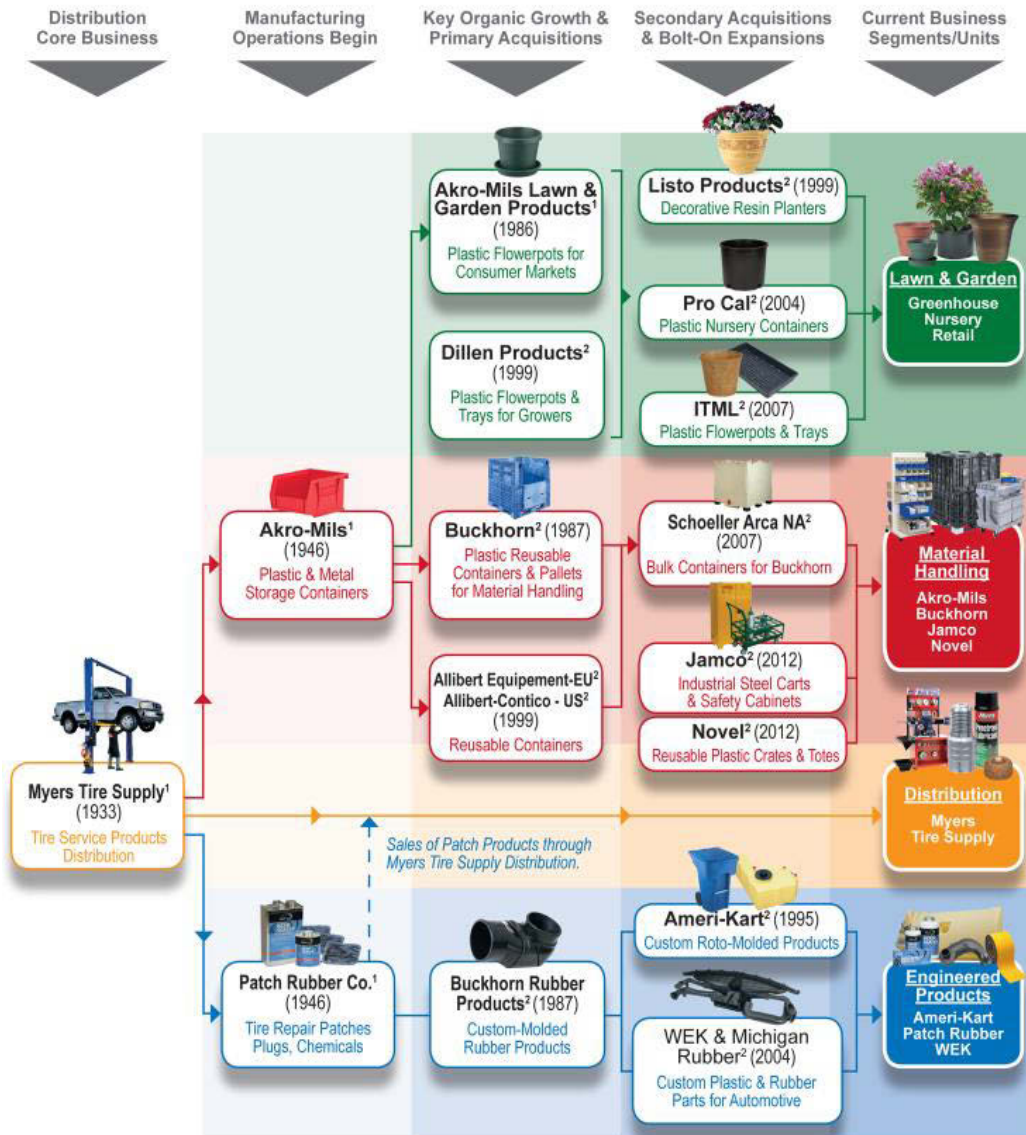 Distribution
Core Business
Manufacturing
Operations Begin
Key Organic Growth &
Primary Acquisitions
Secondary Acquisitions
& Bolt-On Expansions
Current Business
Segments/Units
Akro-Mils Lawn &
Garden Products¹
(1986)
Plastic Flowerpots for
Consumer Markets
Dillen Products²
(1999)
Plastic Flowerpots &
Trays for Growers
Listo Products² (1999)
Decorative Resin Planters
Pro Cal² (2004)
Plastic Nursery Containers
ITML² (2007)
Plastic Flowerpots & Trays
Lawn & Garden
Greenhouse
Nursery
Retail
Akro-Mils¹
(1946)
Plastic & Metal
Storage Containers
Buckhorn² (1987)
Plastic Reusable
Containers & Pallets
for Material Handling
Allibert Equipement-EU²
Allibert-Contico - US²
(1999)
Reusable Containers
Schoeller Arca NA²
(2007)
Bulk Containers for Buckhorn
Jamco² (2012)
Industrial Steel Carts
& Safety Cabinets
Novel² (2012)
Reusable Plastic Crates & Totes
Material
Handling
Akro-Mils
Buckhorn
Jamco
Novel
Myers Tire Supply¹
(1933)
Tire Service Products
Distribution
Sales of Patch Products through
Myers Tire Supply Distribution.
Distribution
Myers
Tire Supply
Patch Rubber Co.¹
(1946)
Tire Repair Patches
Plugs, Chemicals
Buckhorn Rubber
Products² (1987)
Custom-Molded
Rubber Products
Ameri-Kart² (1995)
Custom Roto-Molded Products
WEK & Michigan
Rubber² (2004)
Custom Plastic & Rubber
Parts for Automotive
Engineered
Products
Ameri-Kart
Patch Rubber
WEK